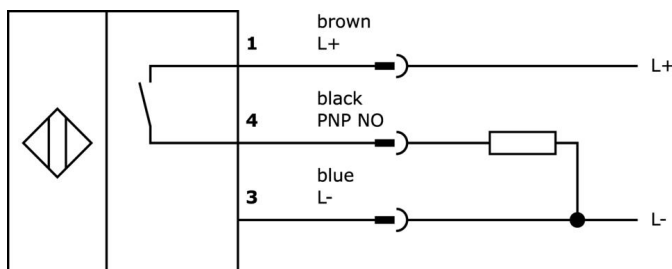 brown
1 L+
L+
black
4 PNP NO
blue
3 L-
L-